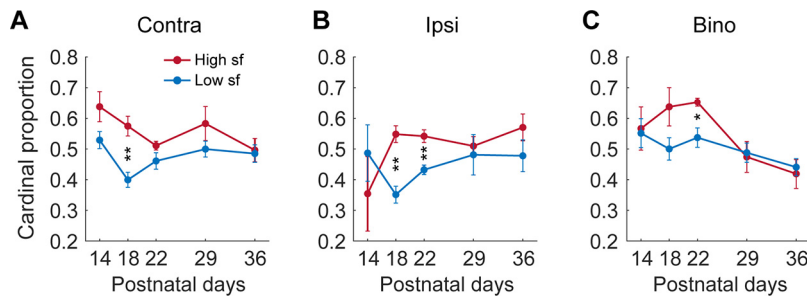 A Contra
B Ipsi
C Bino
High sf
Low sf
Cardinal proportion
0.8
0.7
0.6
0.5
0.4
0.3
0.2
**
14 18 22 29 36
Postnatal days
0.8
0.7
0.6
0.5
0.4
0.3
0.2
**
**
14 18 22 29 36
Postnatal days
0.8
0.7
0.6
0.5
0.4
0.3
0.2
*
14 18 22 29 36
Postnatal days